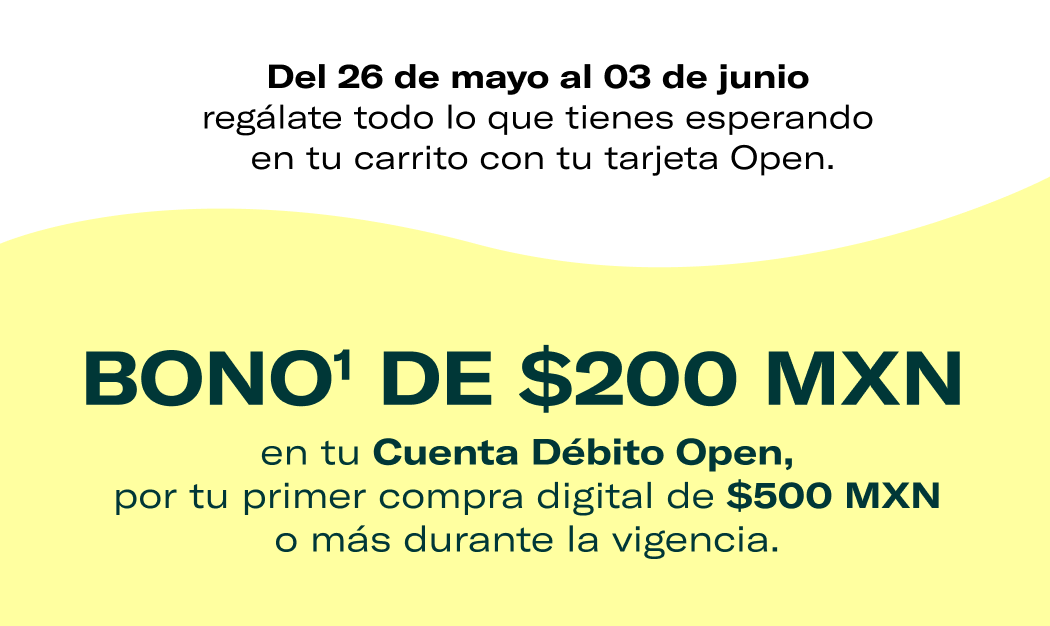 Del 26 de mayo al 03 de junio
regálate todo lo que tienes esperando
en tu carrito con tu tarjeta Open.
BONO¹ DE $200 MXN
en tu Cuenta Débito Open,
por tu primer compra digital de $500 MXN
o más durante la vigencia.